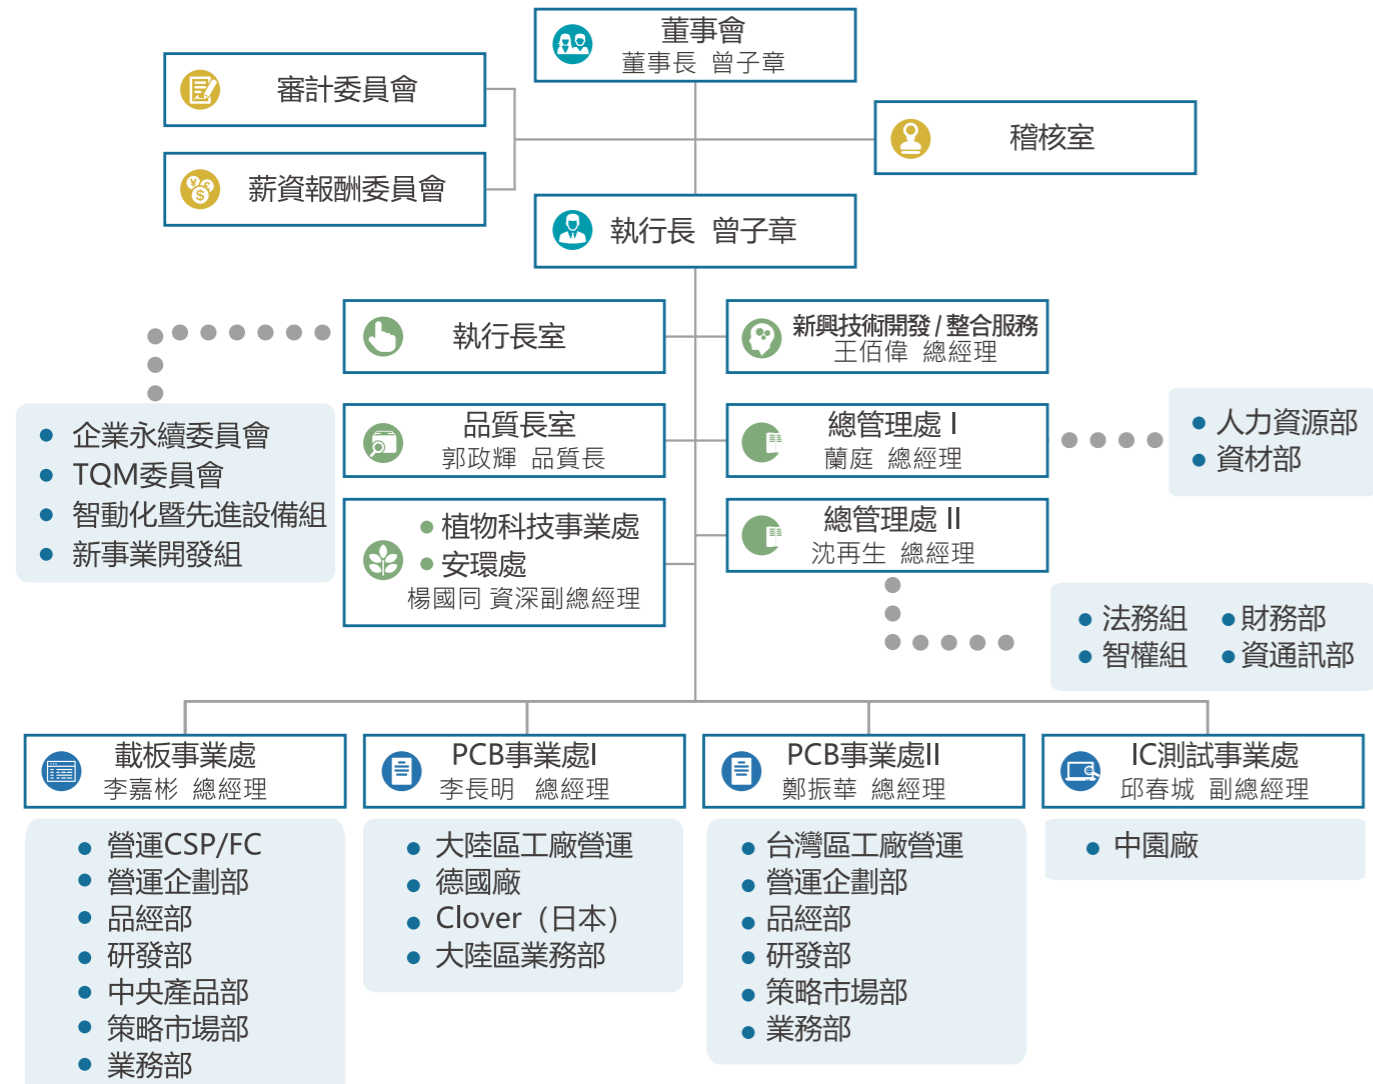 董事會
董事長 曾子章
審計委員會
稽核室
薪資報酬委員會
執行長 曾子章
執行長室
新興技術開發 / 整合服務
王佰偉 總經理
企業永續委員會
TQM委員會
智動化暨先進設備組
新事業開發組
品質長室
郭政輝 品質長
總管理處 I
蘭庭 總經理
人力資源部
資材部
植物科技事業處
安環處
楊國同 資深副總經理
總管理處 II
沈再生 總經理
法務組
財務部
智權組
資通訊部
載板事業處
李嘉彬 總經理
營運CSP/FC
營運企劃部
品經部
研發部
中央產品部
策略市場部
業務部
PCB事業處I
李長明 總經理
大陸區工廠營運
德國廠
Clover（日本）
大陸區業務部
PCB事業處II
鄭振華 總經理
台灣區工廠營運
營運企劃部
品經部
研發部
策略市場部
業務部
IC測試事業處
邱春城 副總經理
中園廠